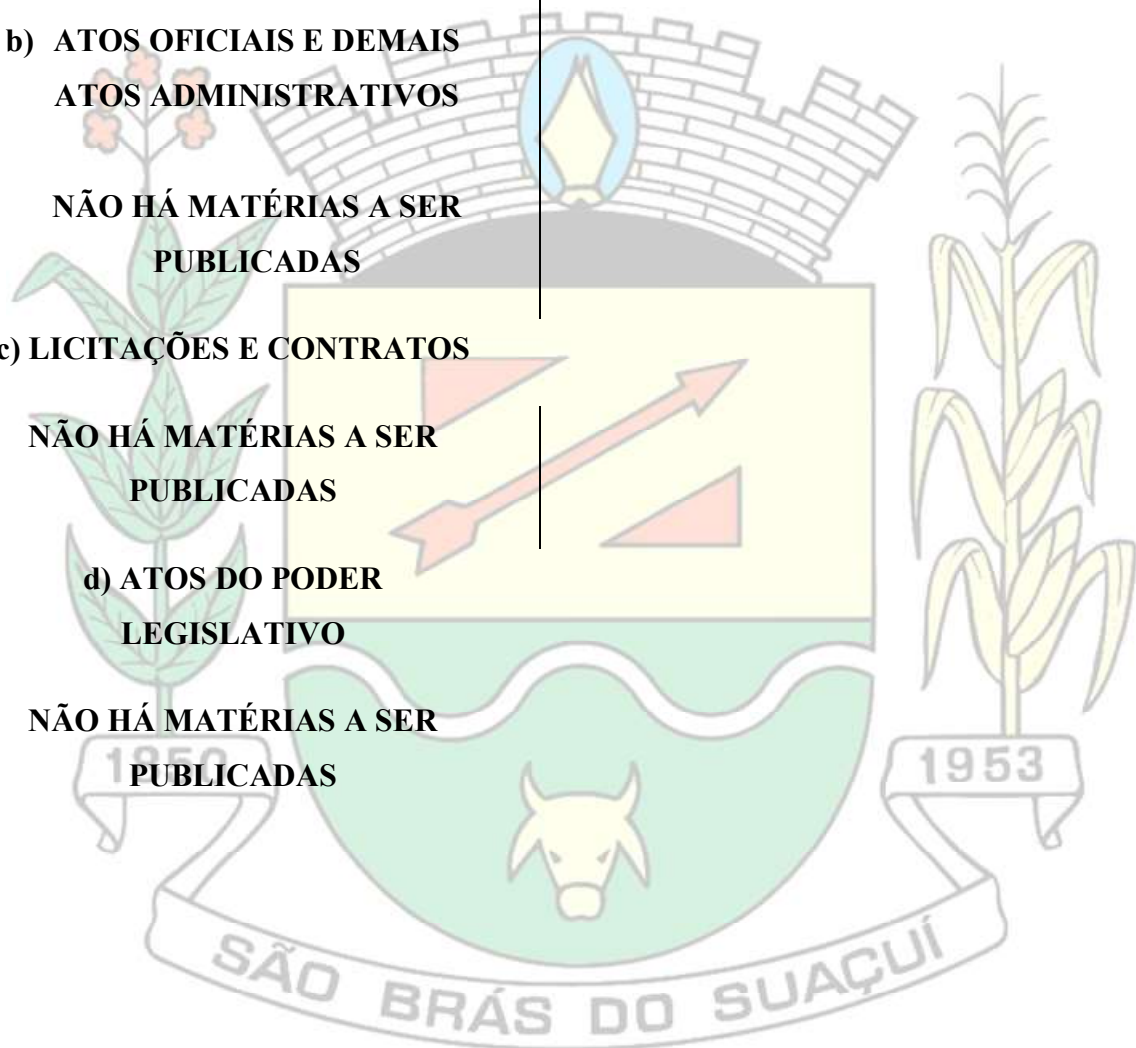 b) ATOS OFICIAIS E DEMAIS
ATOS ADMINISTRATIVOS
NÃO HÁ MATÉRIAS A SER
PUBLICADAS
c) LICITAÇÕES E CONTRATOS
NÃO HÁ MATÉRIAS A SER
PUBLICADAS
d) ATOS DO PODER
LEGISLATIVO
NÃO HÁ MATÉRIAS A SER
PUBLICADAS
1953
SÃO BRÁS DO SUAÇUÍ